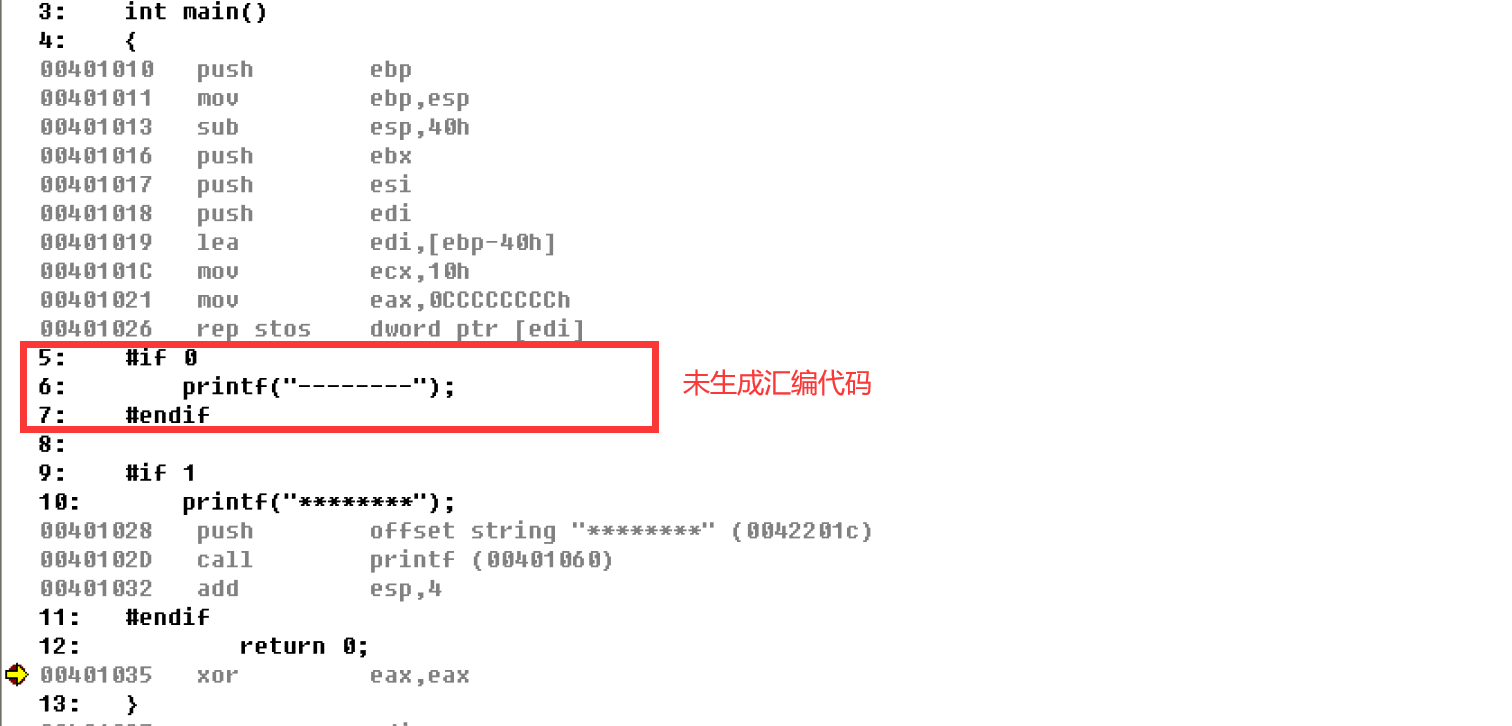 3: int main()
4: {
00401010 push ebp
00401011 mov ebp,esp
00401013 sub esp,40h
00401016 push ebx
00401017 push esi
00401018 push edi
00401019 lea edi,[ebp-40h]
0040101C mov ecx,10h
00401021 mov eax,0CCCCCCCCh
00401026 rep stos dword ptr [edi]
5: #if 0
6: printf("--------"); 未生成汇编代码
7: #endif
8:
9: #if 1
10: printf("********");
00401028 push offset string "********" (0042201c)
0040102D call printf (00401060)
00401032 add esp,4
11: #endif
12: return 0;
00401035 xor eax,eax
13: }